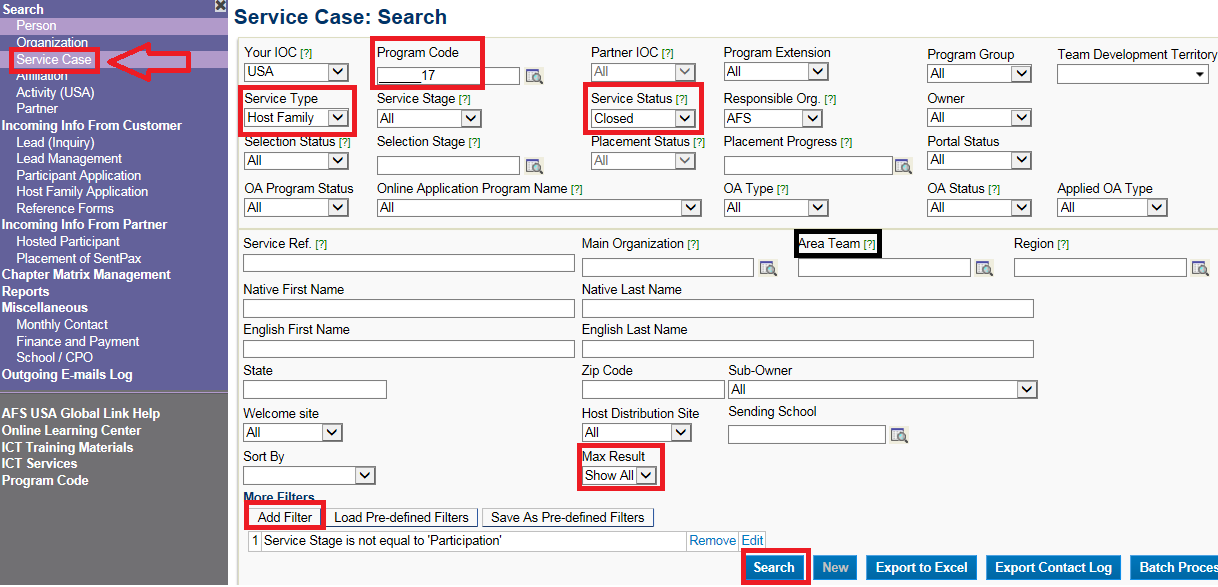 Search
Person
Organization
Service Case
Affiliation
Activity (USA)
Partner
Incoming Info From Customer
Lead (Inquiry)
Lead Management
Participant Application
Host Family Application
Reference Forms
Incoming Info From Partner
Hosted Participant
Placement of SentPax
Chapter Matrix Management
Reports
Miscellaneous
Monthly Contact
Finance and Payment
School / CPO
Outgoing E-mails Log
AFS USA Global Link Help
Online Learning Center
ICT Training Materials
ICT Services
Program Code
Service Case: Search
Your IOC [?] Program Code Partner IOC [?] Program Extension Program Group Team Development Territory
USA ______17 All All All
Service Type Service Stage [?] Service Status [?] Responsible Org. [?] Owner
Host Family All Closed AFS All
Selection Status [?] Selection Stage [?] Placement Status [?] Placement Progress [?] Portal Status
All All All
OA Program Status Online Application Program Name [?] OA Type [?] OA Status [?] Applied OA Type
All All All All All
Service Ref. [?] Main Organization [?] Area Team [?] Region [?]
Native First Name Native Last Name
English First Name English Last Name
State Zip Code Sub-Owner
All
Welcome site Host Distribution Site Sending School
All All
Sort By Max Result
Show All
More Filters
Add Filter Load Pre-defined Filters Save As Pre-defined Filters
1 Service Stage is not equal to 'Participation' Remove Edit
Search New Export to Excel Export Contact Log Batch Proces